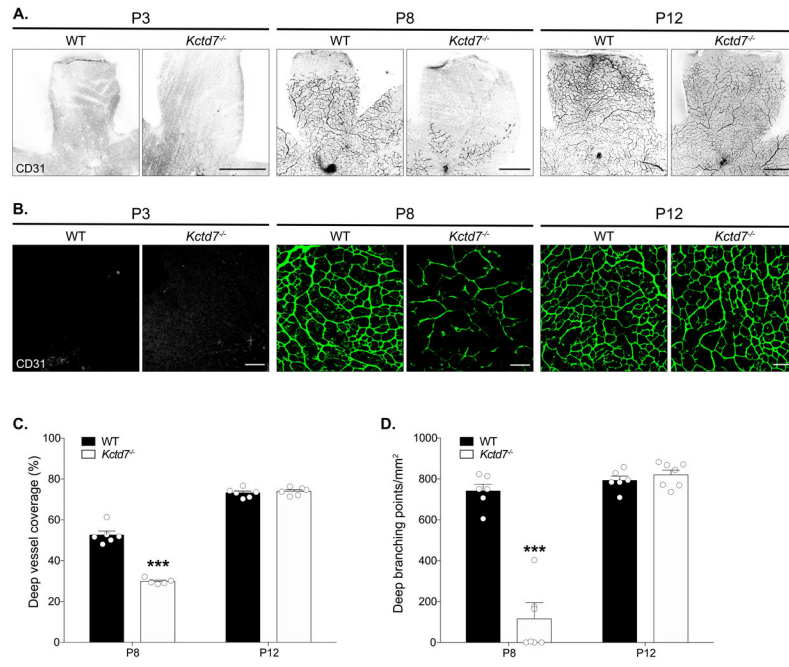 A.
P3
P8
P12
WT
Kctd7-/-
WT
Kctd7-/-
WT
Kctd7-/-
CD31
B.
P3
P8
P12
WT
Kctd7-/-
WT
Kctd7-/-
WT
Kctd7-/-
CD31
C.
WT
Kctd7-/-
Deep vessel coverage (%)
100
80
60
40
20
0
***
P8
P12
D.
WT
Kctd7-/-
Deep branching points/mm²
1000
800
600
400
200
0
***
P8
P12